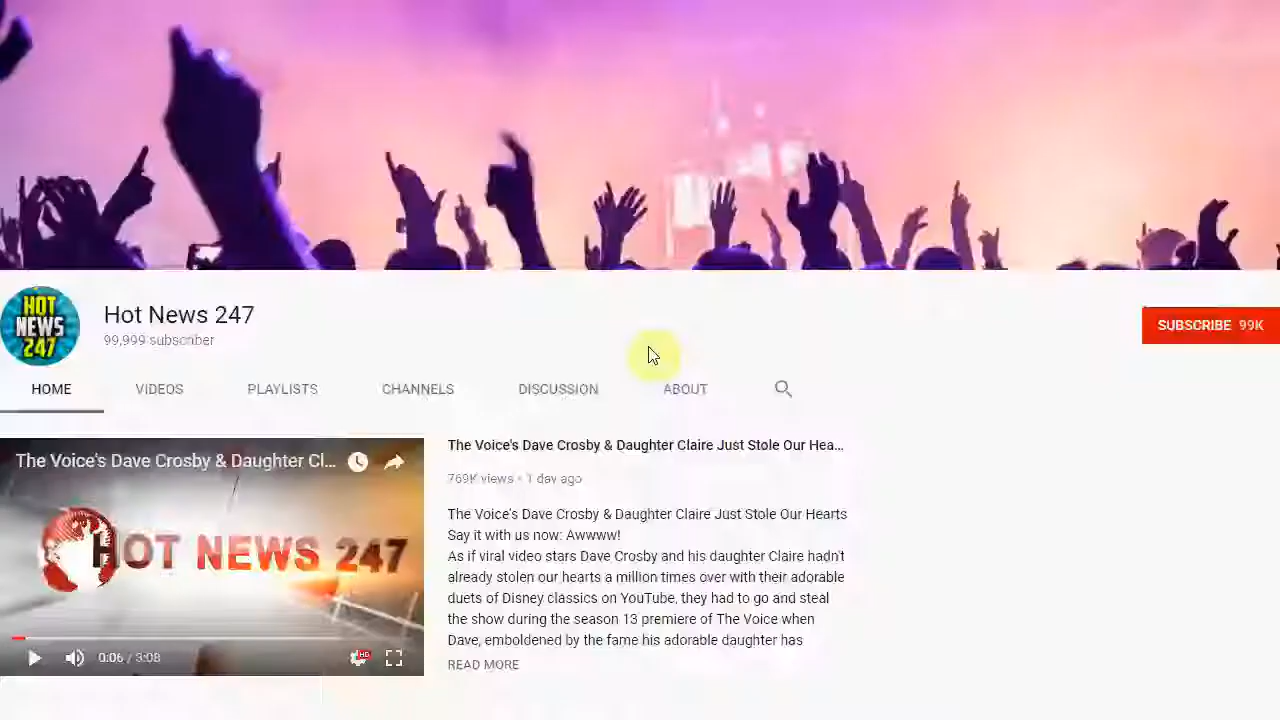 HOT
NEWS
247
Hot News 247
99,999 subscriber
SUBSCRIBE 99K
HOME
VIDEOS
PLAYLISTS
CHANNELS
DISCUSSION
ABOUT
The Voice's Dave Crosby & Daughter Cl...
HOT NEWS 247
0:06 / 3:08
HD
The Voice's Dave Crosby & Daughter Claire Just Stole Our Hea...
769K views • 1 day ago
The Voice's Dave Crosby & Daughter Claire Just Stole Our Hearts
Say it with us now: Awwww!
As if viral video stars Dave Crosby and his daughter Claire hadn't
already stolen our hearts a million times over with their adorable
duets of Disney classics on YouTube, they had to go and steal
the show during the season 13 premiere of The Voice when
Dave, emboldened by the fame his adorable daughter has
READ MORE